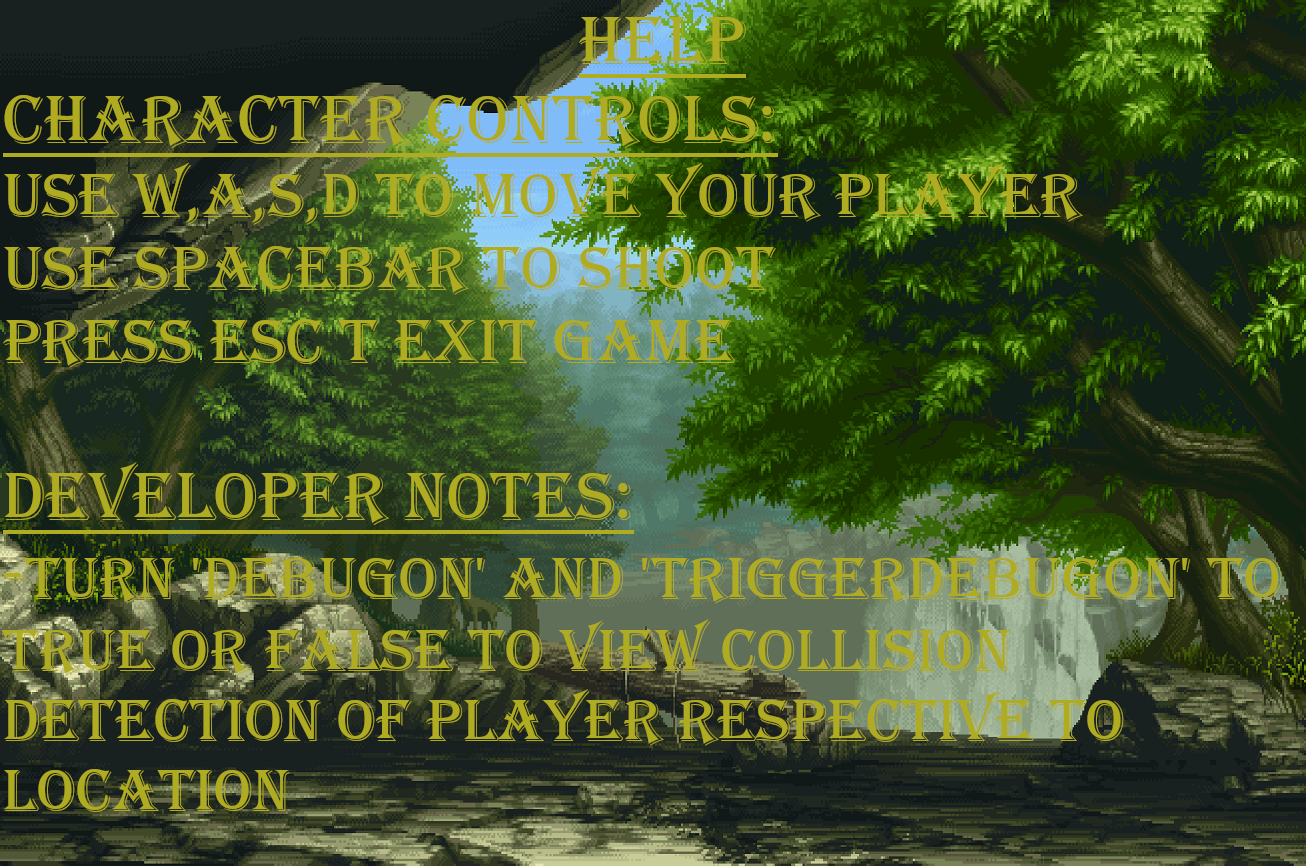 HELP
CHARACTER CONTROLS:
USE W,A,S,D TO MOVE YOUR PLAYER
USE SPACEBAR TO SHOOT
PRESS ESC T EXIT GAME
DEVELOPER NOTES:
-TURN 'DEBUGON' AND 'TRIGGERDEBUGON' TO
TRUE OR FALSE TO VIEW COLLISION
DETECTION OF PLAYER RESPECTIVE TO
LOCATION